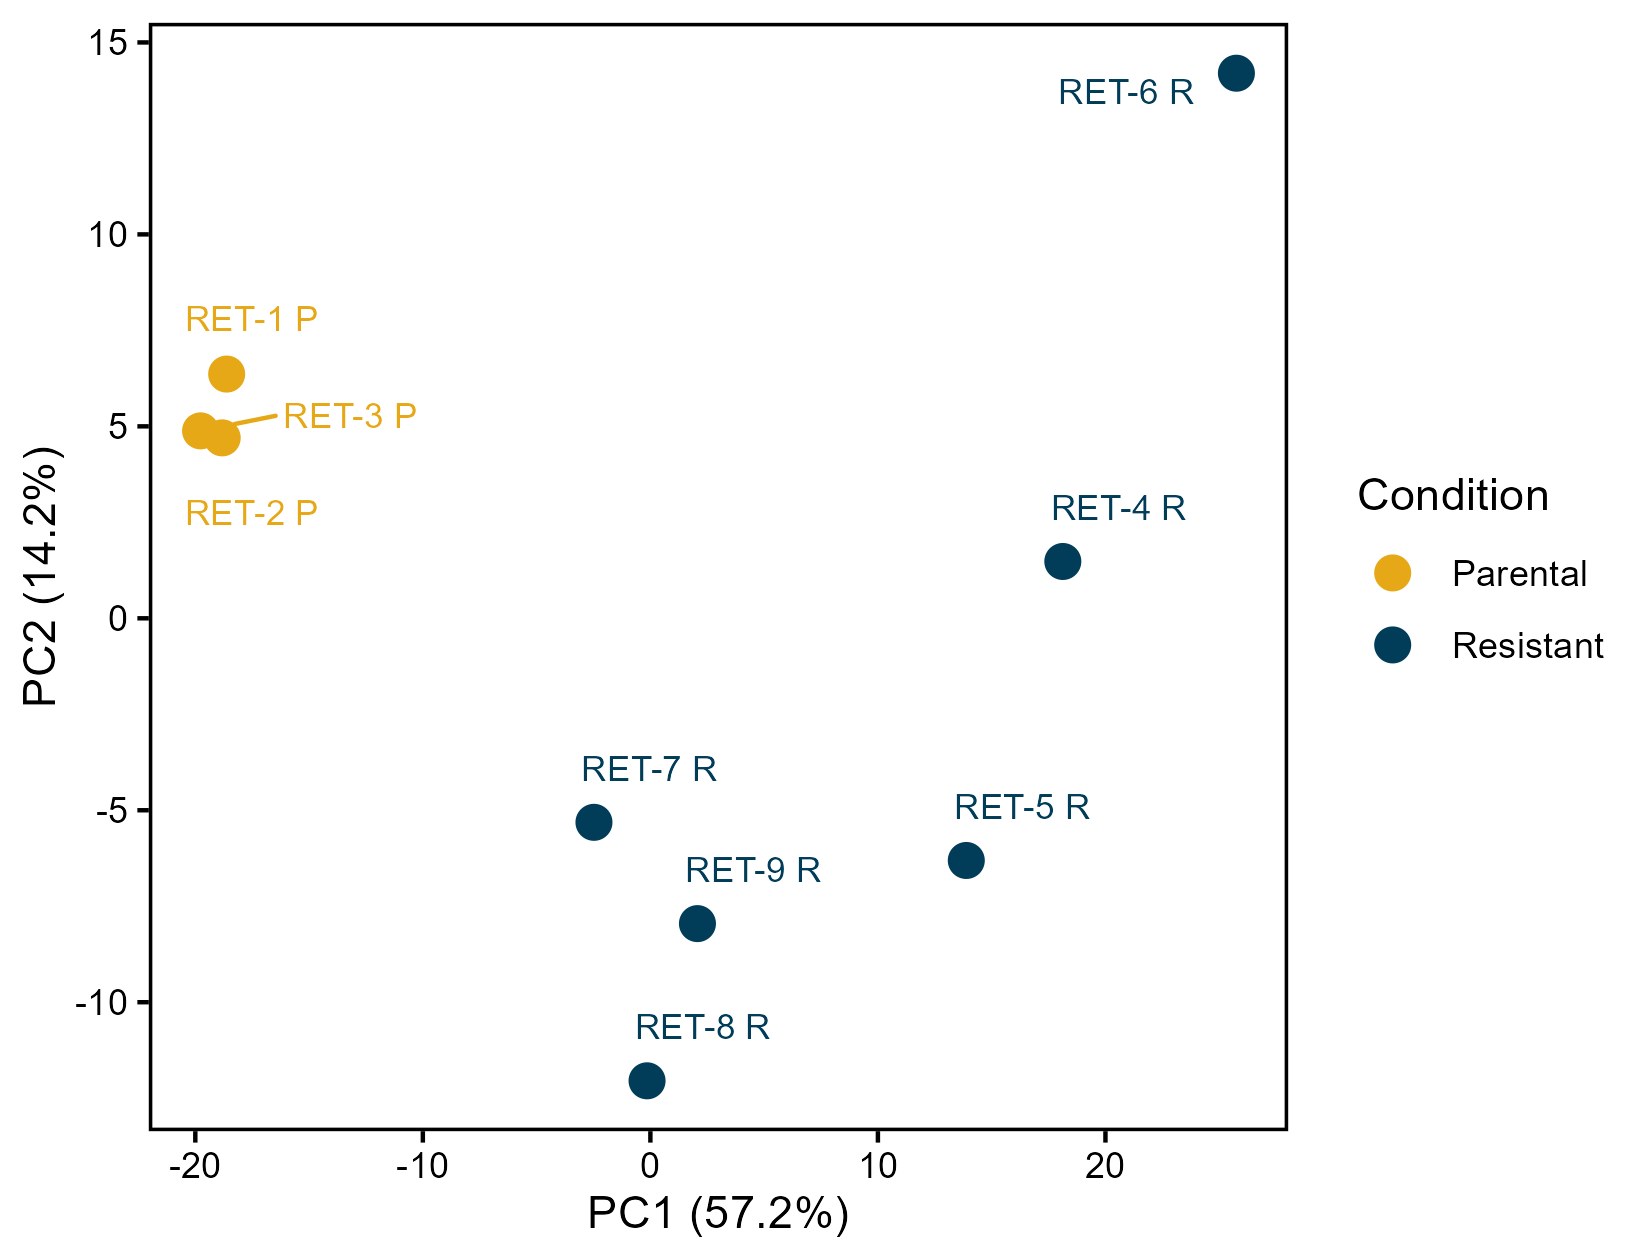 15
10
5
0
-5
-10
PC2 (14.2%)
RET-6 R
RET-1 P
RET-3 P
RET-2 P
RET-4 R
RET-7 R
RET-5 R
RET-9 R
RET-8 R
-20
-10
0
10
20
PC1 (57.2%)
Condition
Parental
Resistant